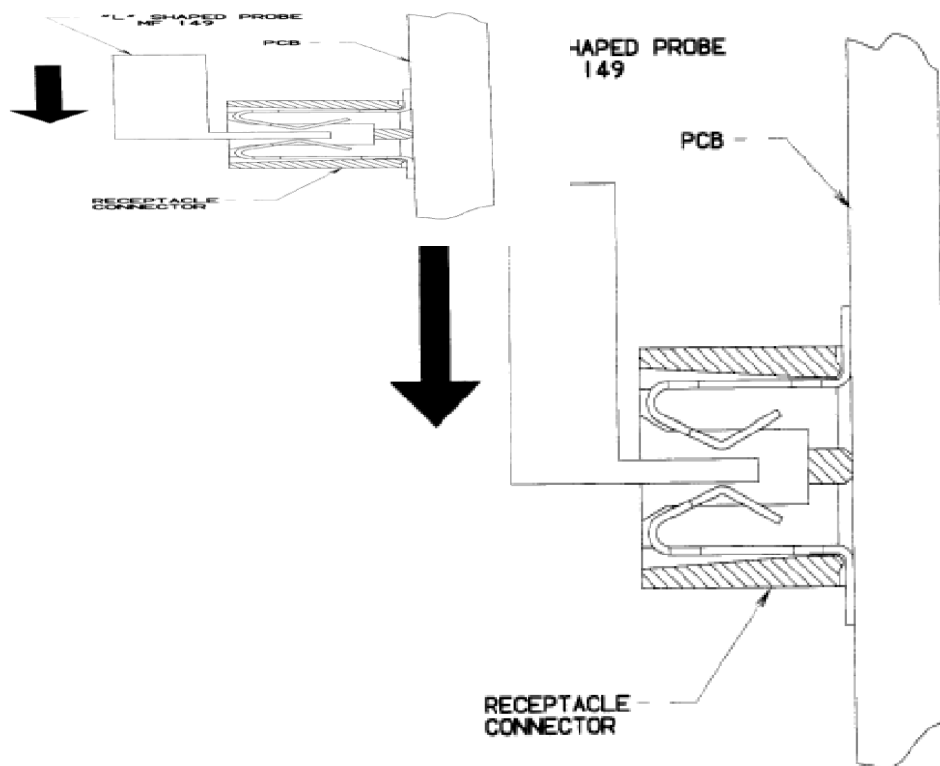 "L" SHAPED PROBE
MF 149
PCB
RECEPTACLE
CONNECTOR
HAPED PROBE
149
PCB
RECEPTACLE
CONNECTOR